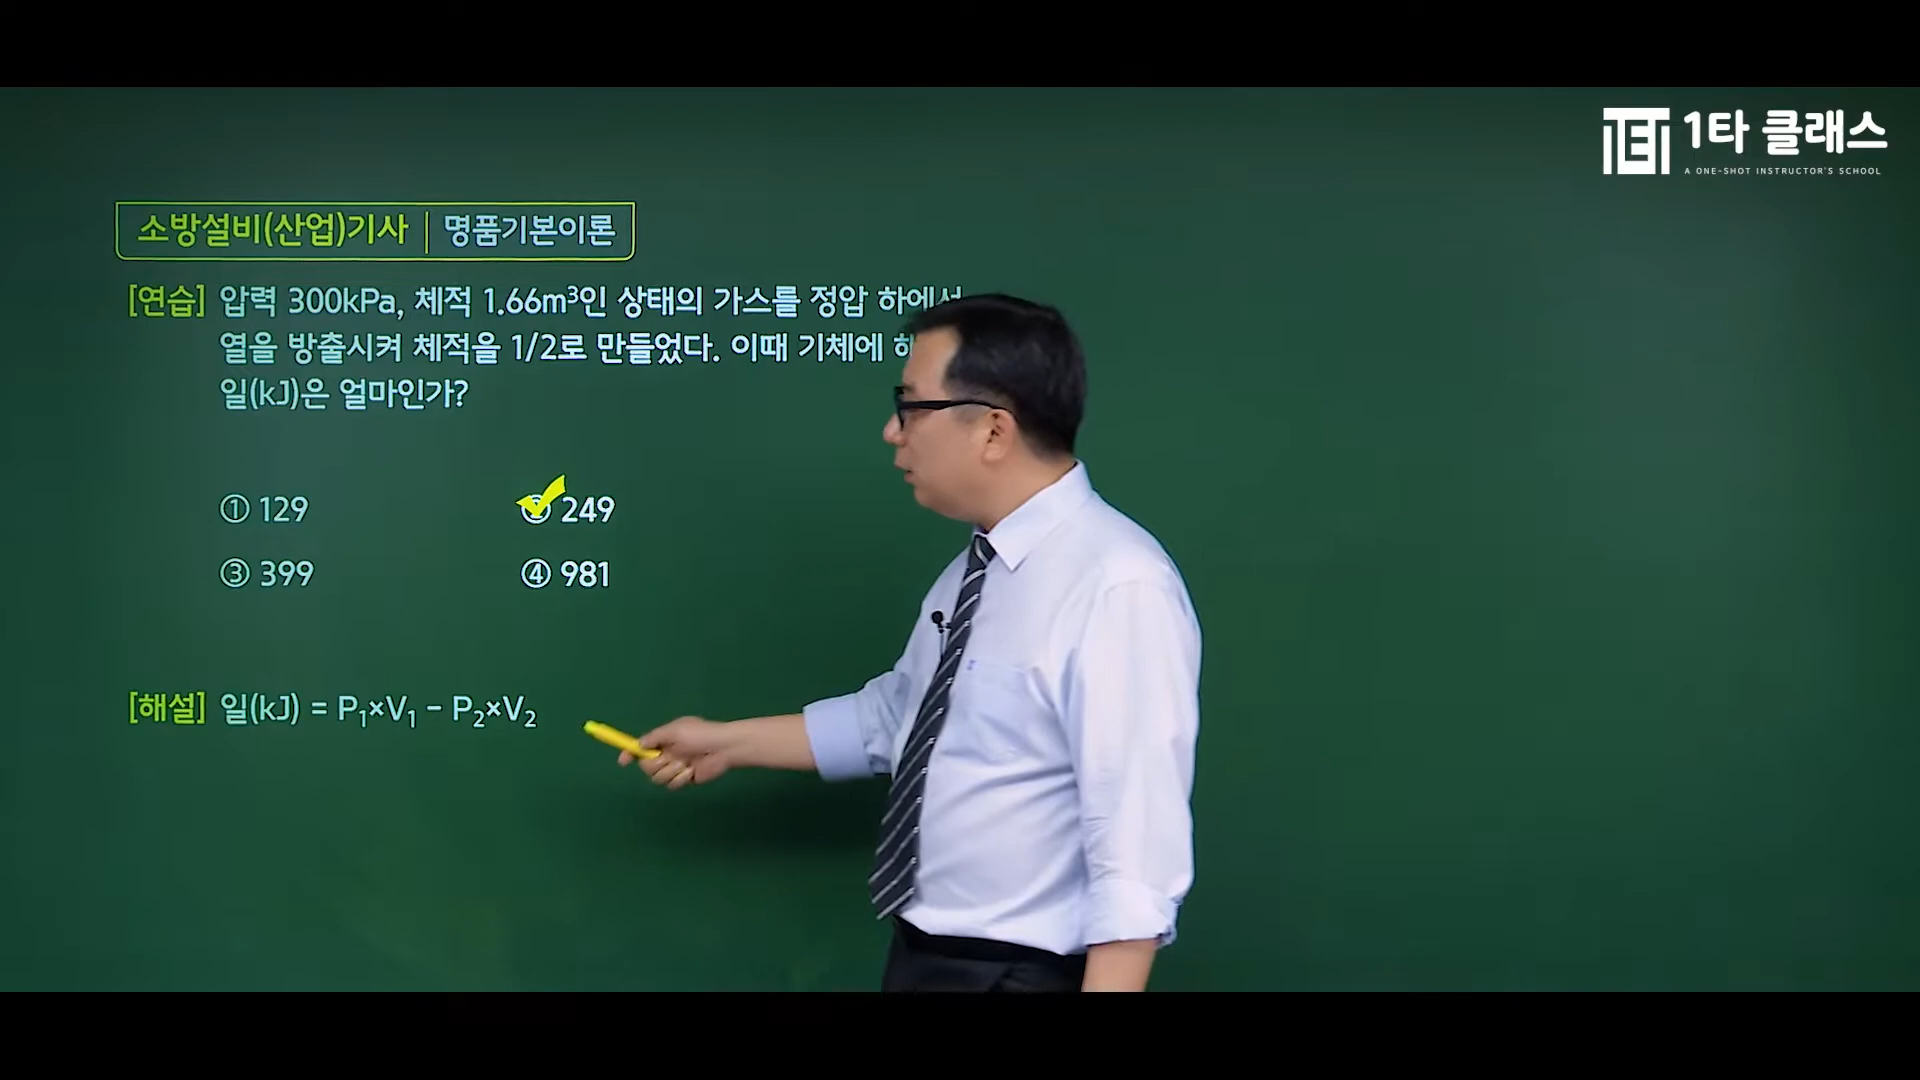 1타 클래스
A ONE-SHOT INSTRUCTOR'S SCHOOL
소방설비(산업)기사 | 명품기본이론
[연습] 압력 300kPa, 체적 1.66m³인 상태의 가스를 정압 하에서
열을 방출시켜 체적을 1/2로 만들었다. 이때 기체에
일(kJ)은 얼마인가?
① 129
② 249
③ 399
④ 981
[해설] 일(kJ) = P₁×V₁ − P₂×V₂